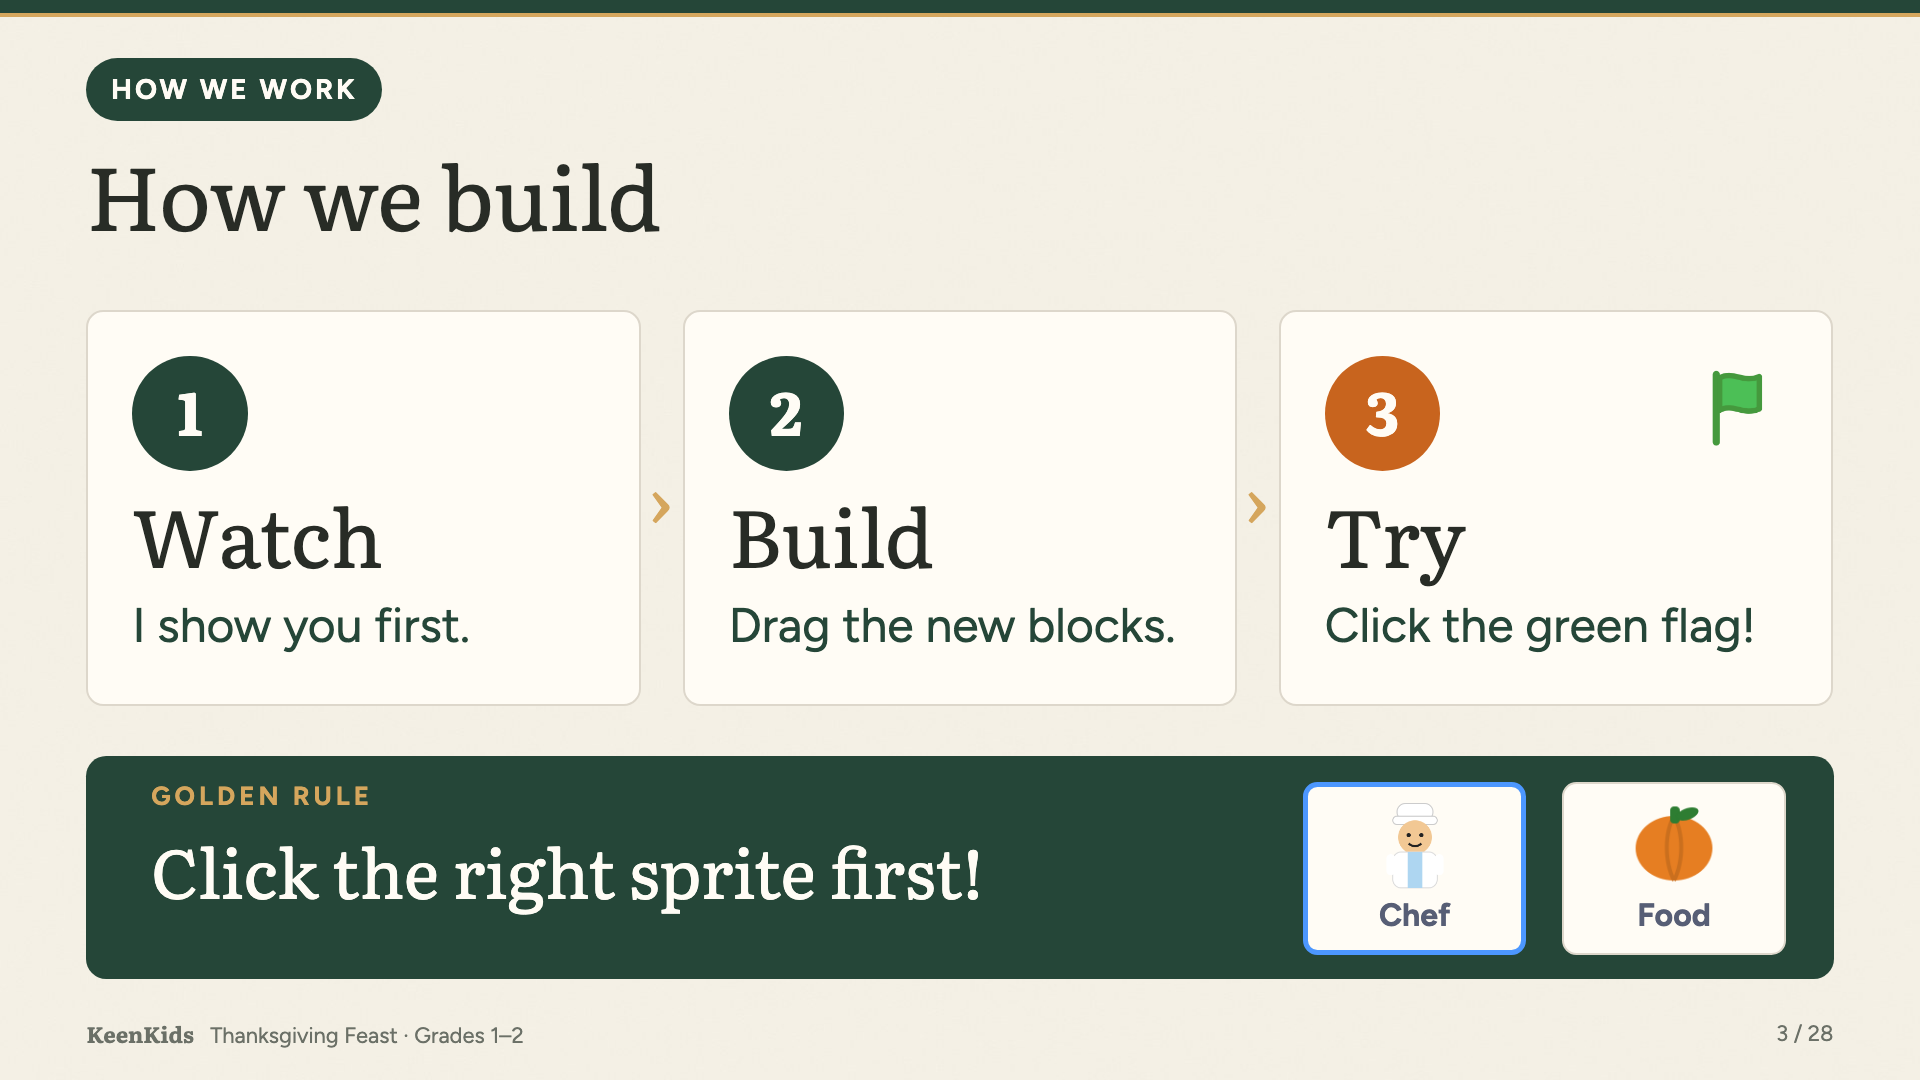 HOW WE WORK
How we build
1
Watch
I show you first.
›
2
Build
Drag the new blocks.
›
3
Try
Click the green flag!
GOLDEN RULE
Click the right sprite first!
Chef
Food
KeenKids Thanksgiving Feast · Grades 1–2
3 / 28